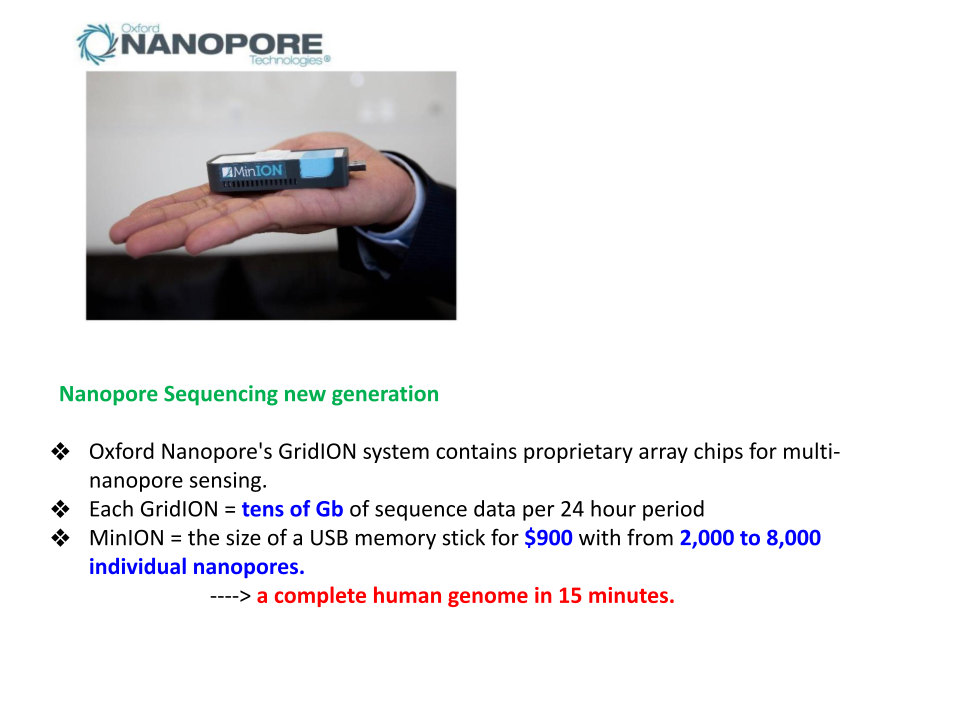 Oxford
NANOPORE
Technologies®
MinION
Nanopore Sequencing new generation
❖ Oxford Nanopore's GridION system contains proprietary array chips for multi-
nanopore sensing.
❖ Each GridION = tens of Gb of sequence data per 24 hour period
❖ MinION = the size of a USB memory stick for $900 with from 2,000 to 8,000
individual nanopores.
----> a complete human genome in 15 minutes.